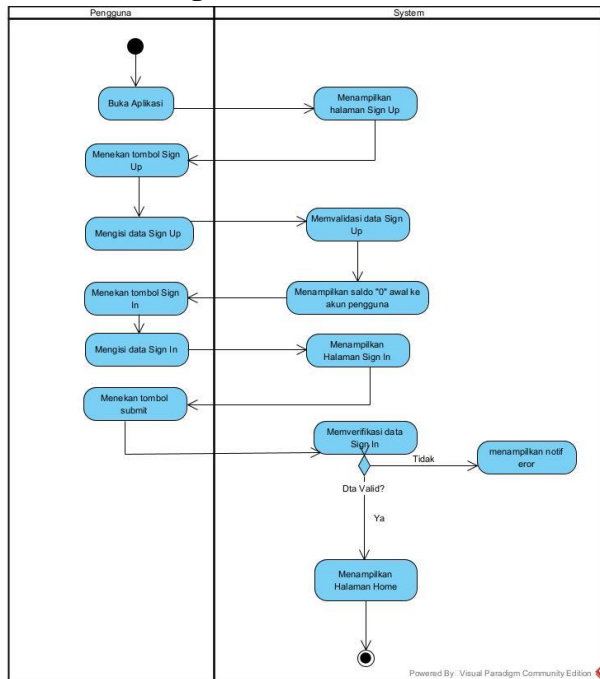 Pengguna
System
Buka Aplikasi
Menampilkan
halaman Sign Up
Menekan tombol Sign
Up
Mengisi data Sign Up
Memvalidasi data Sign
Up
Menekan tombol Sign
In
Menampilkan saldo "0" awal ke
akun pengguna
Mengisi data Sign In
Menampilkan
Halaman Sign In
Menekan tombol
submit
Memverifikasi data
Sign In
Tidak
menampilkan notif
eror
Dta Valid?
Ya
Menampilkan
Halaman Home
Powered By: Visual Paradigm Community Edition